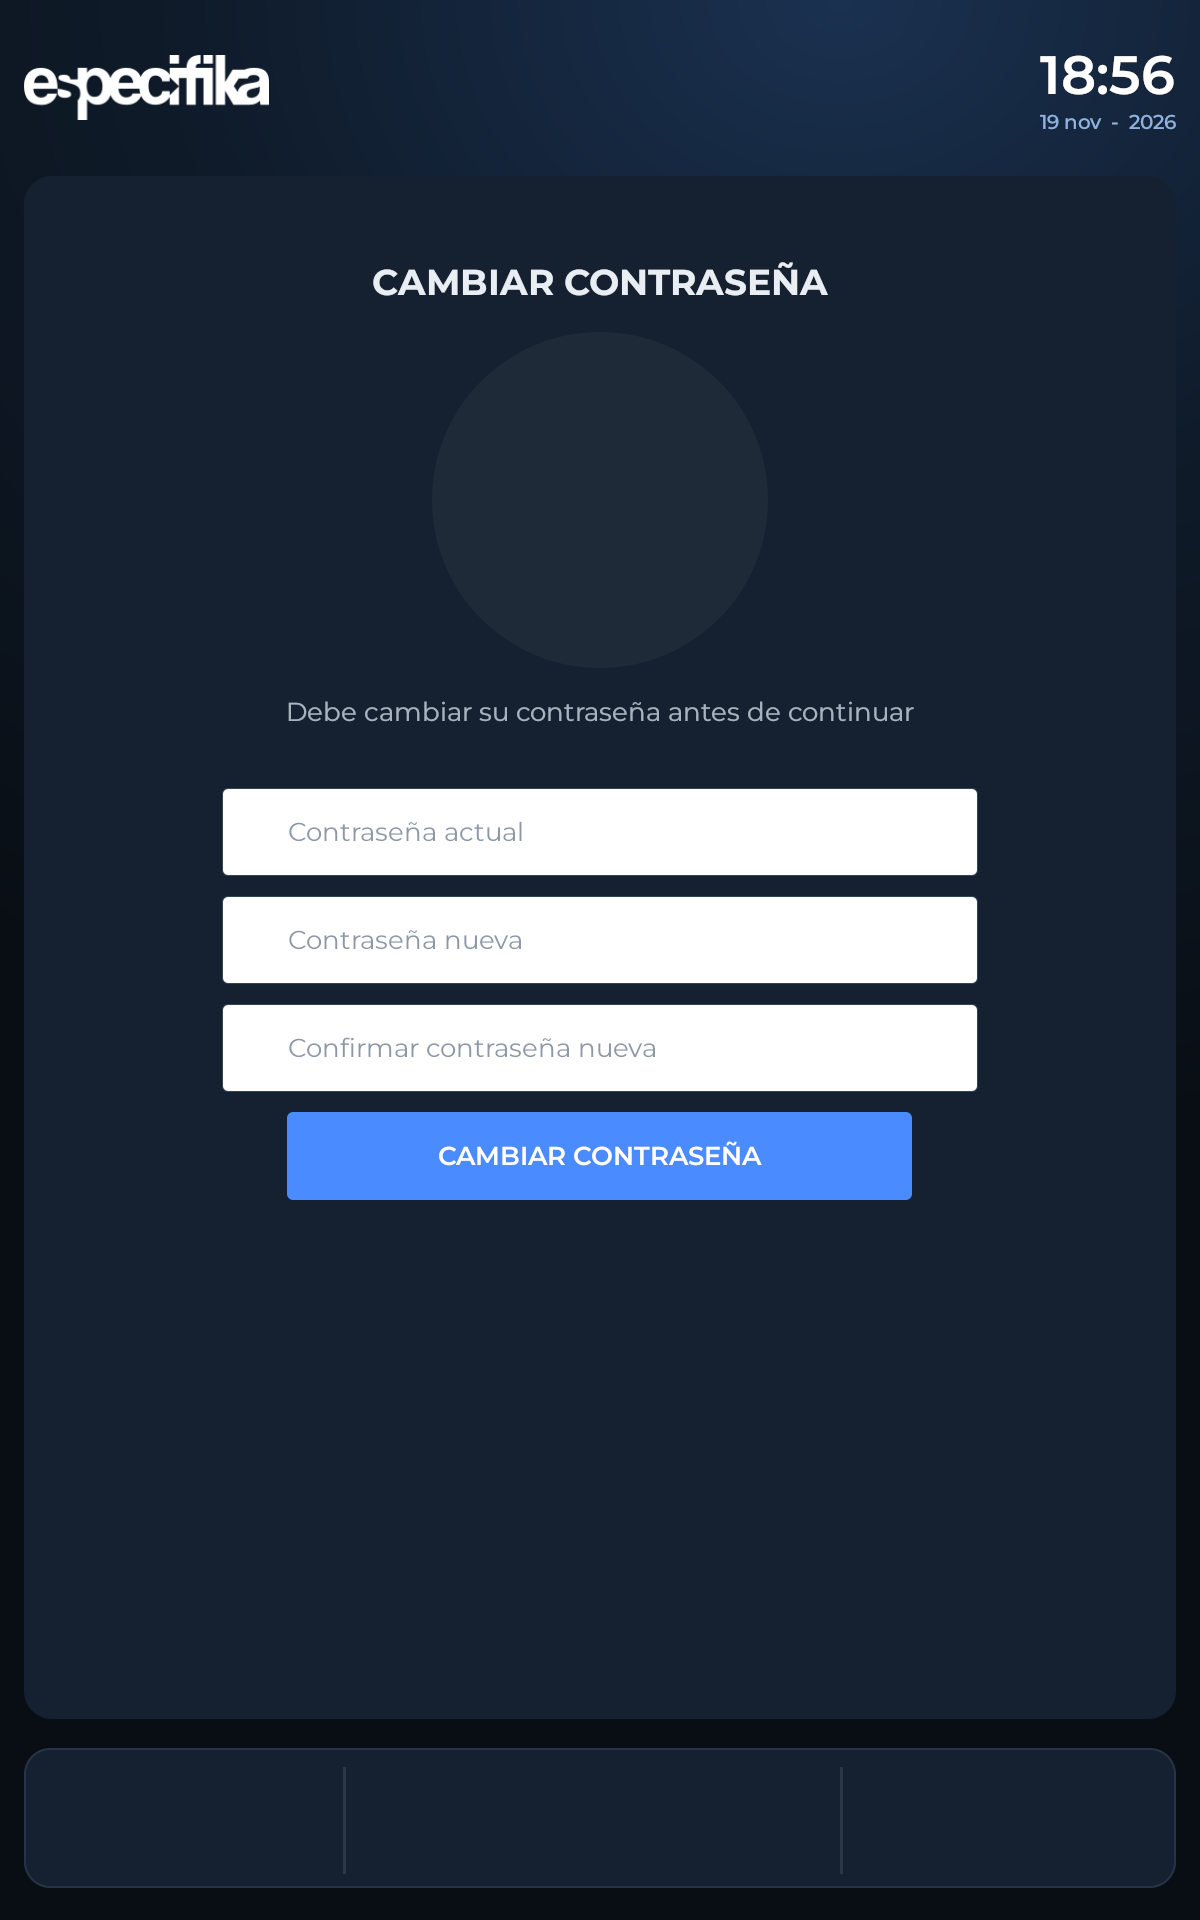 especifika
18:56
19 nov - 2026
CAMBIAR CONTRASEÑA
Debe cambiar su contraseña antes de continuar
Contraseña actual
Contraseña nueva
Confirmar contraseña nueva
CAMBIAR CONTRASEÑA